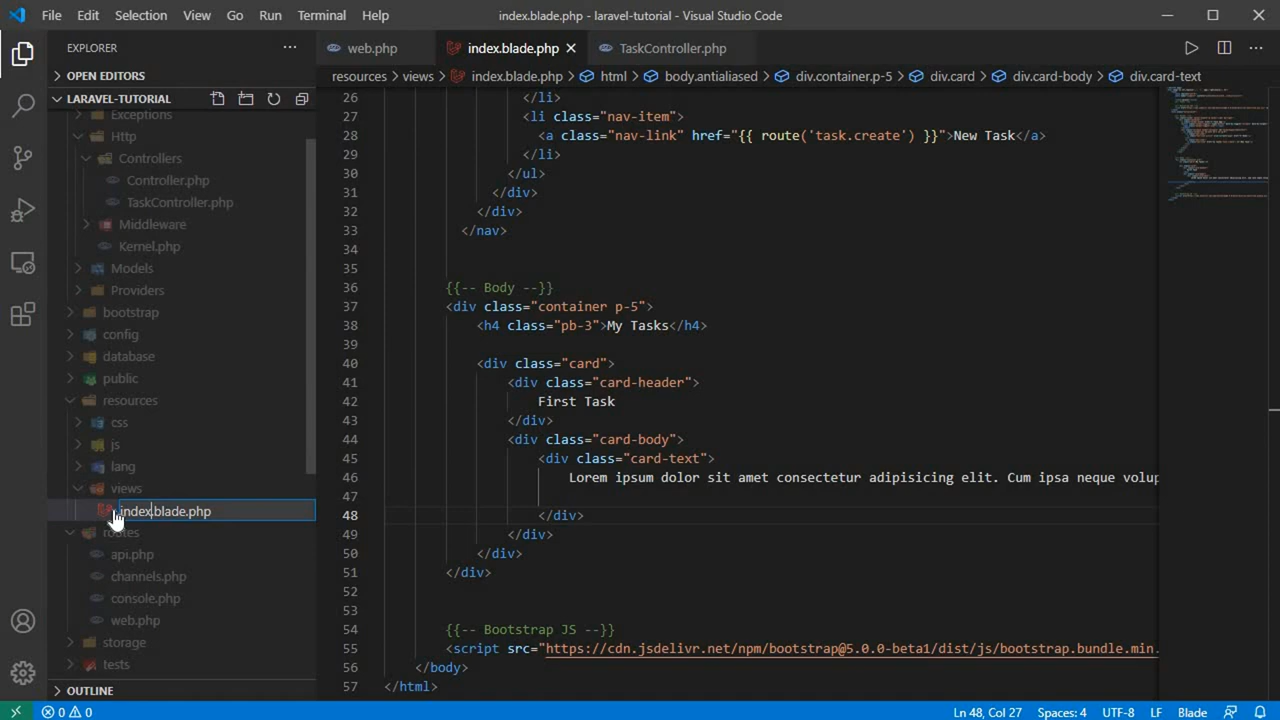 File Edit Selection View Go Run Terminal Help
index.blade.php - laravel-tutorial - Visual Studio Code
EXPLORER
OPEN EDITORS
LARAVEL-TUTORIAL
Exceptions
Http
Controllers
Controller.php
TaskController.php
Middleware
Kernel.php
Models
Providers
bootstrap
config
database
public
resources
css
js
lang
views
index.blade.php
routes
api.php
channels.php
console.php
web.php
storage
tests
OUTLINE
web.php index.blade.php TaskController.php
resources > views > index.blade.php > html > body.antialiased > div.container.p-5 > div.card > div.card-body > div.card-text
26 </li>
27 <li class="nav-item">
28 <a class="nav-link" href="{{ route('task.create') }}">New Task</a>
29 </li>
30 </ul>
31 </div>
32 </div>
33 </nav>
34
35
36 {{-- Body --}}
37 <div class="container p-5">
38 <h4 class="pb-3">My Tasks</h4>
39
40 <div class="card">
41 <div class="card-header">
42 First Task
43 </div>
44 <div class="card-body">
45 <div class="card-text">
46 Lorem ipsum dolor sit amet consectetur adipisicing elit. Cum ipsa neque volup
47
48 </div>
49 </div>
50 </div>
51 </div>
52
53
54 {{-- Bootstrap JS --}}
55 <script src="https://cdn.jsdelivr.net/npm/bootstrap@5.0.0-beta1/dist/js/bootstrap.bundle.min.
56 </body>
57 </html>
0 0
Ln 48, Col 27 Spaces: 4 UTF-8 LF Blade